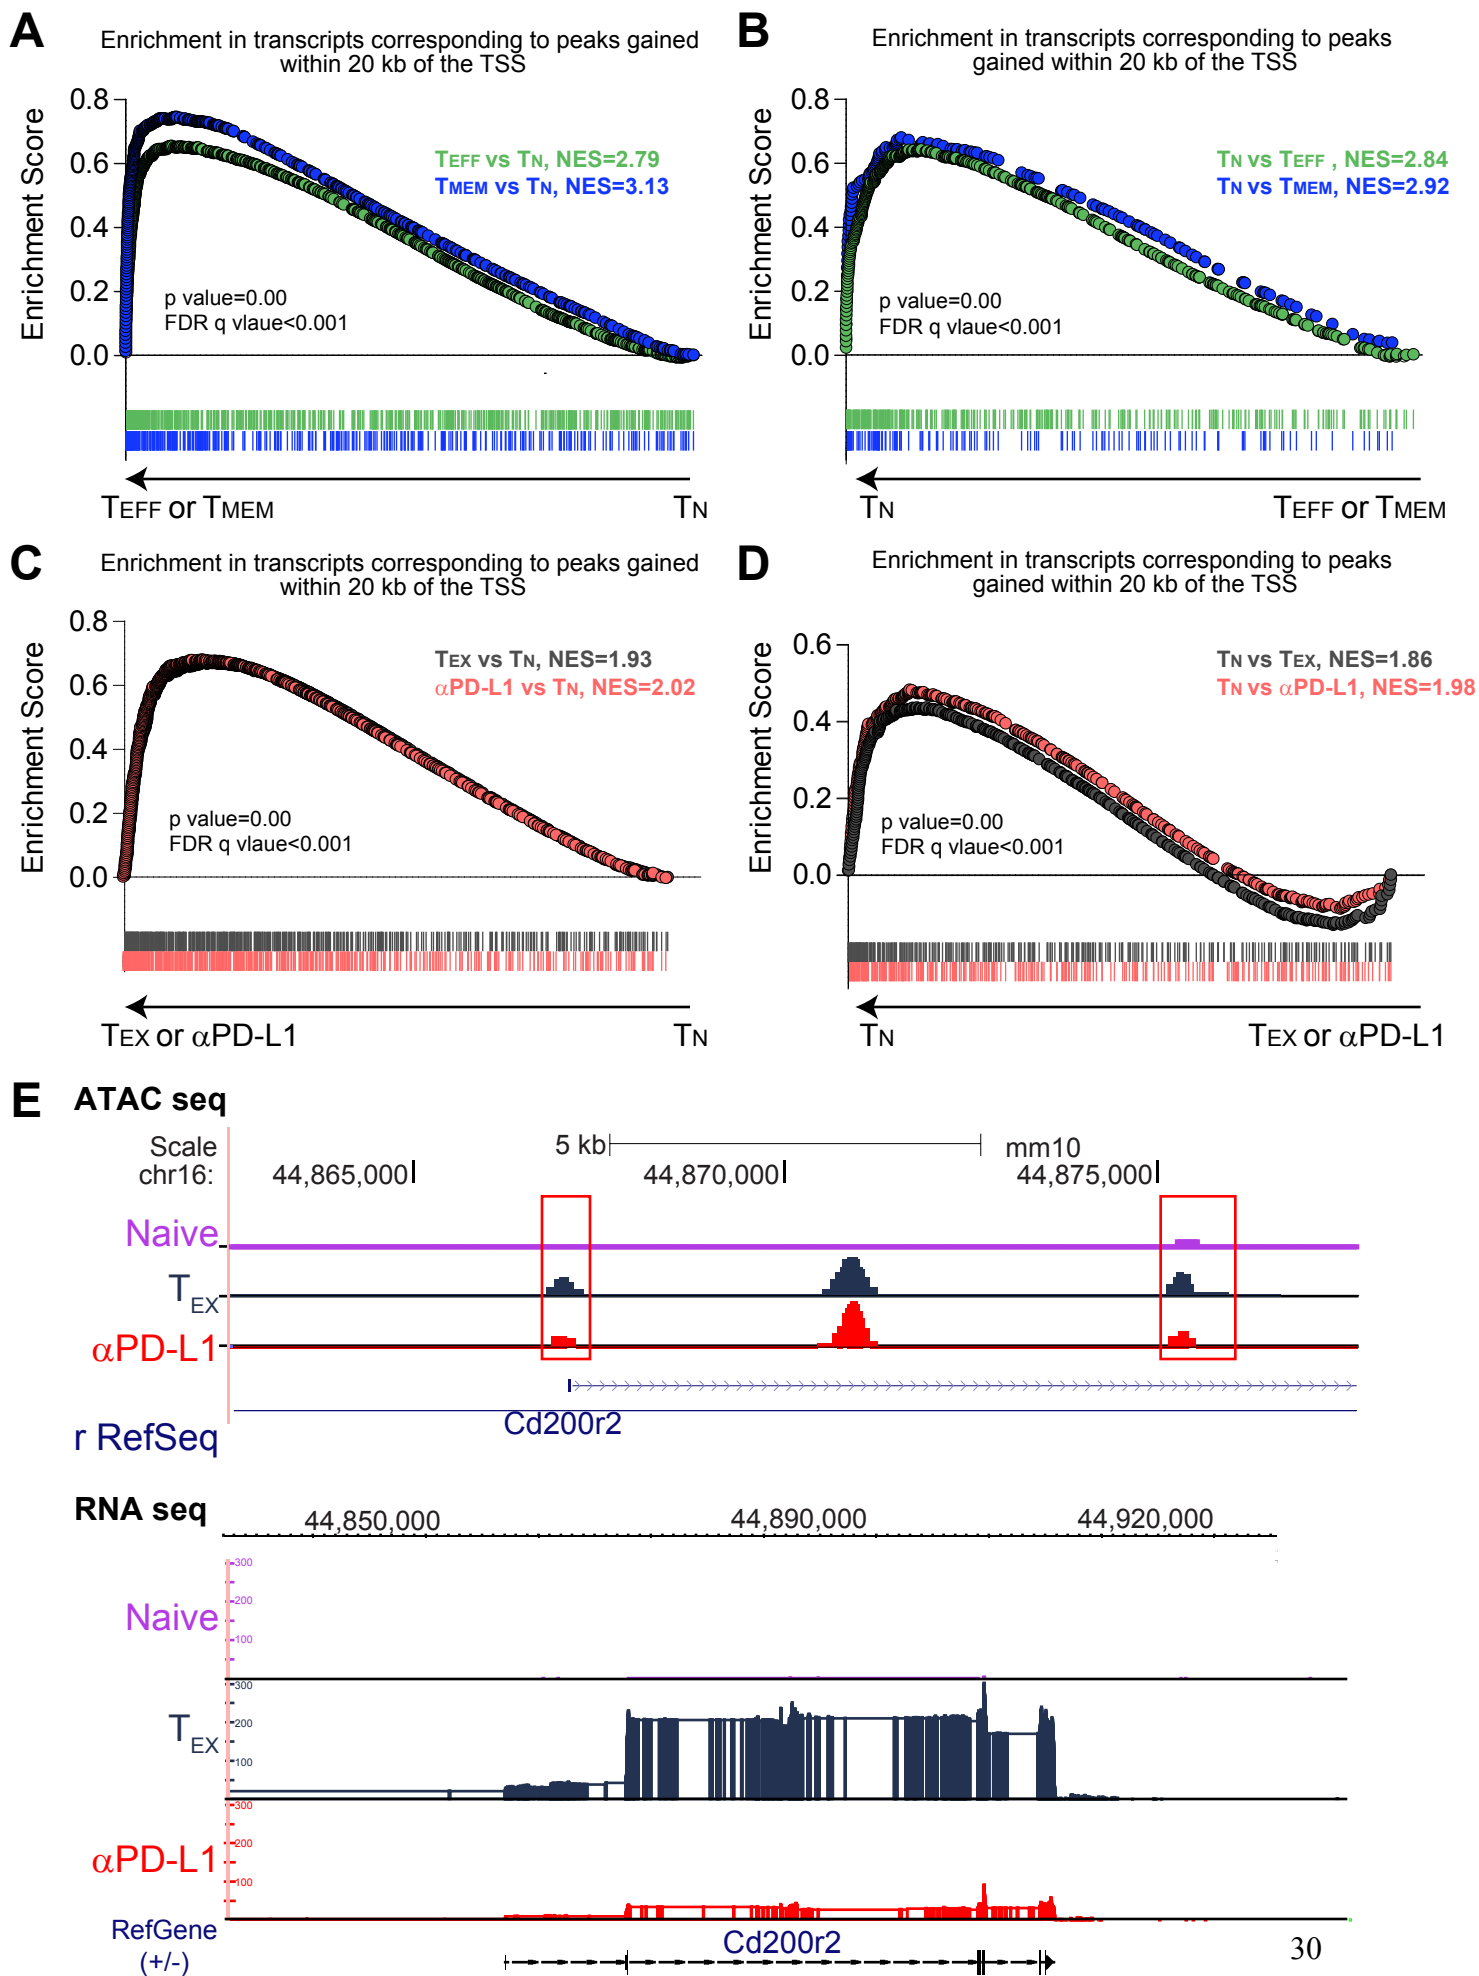 A
Enrichment in transcripts corresponding to peaks gained
within 20 kb of the TSS
Enrichment Score
0.8
0.6
0.4
0.2
0.0
TEFF vs TN, NES=2.79
TMEM vs TN, NES=3.13
p value=0.00
FDR q vlaue<0.001
TEFF or TMEM
TN
B
Enrichment in transcripts corresponding to peaks
gained within 20 kb of the TSS
Enrichment Score
0.8
0.6
0.4
0.2
0.0
TN vs TEFF , NES=2.84
TN vs TMEM, NES=2.92
p value=0.00
FDR q vlaue<0.001
TN
TEFF or TMEM
C
Enrichment in transcripts corresponding to peaks gained
within 20 kb of the TSS
Enrichment Score
0.8
0.6
0.4
0.2
0.0
TEX vs TN, NES=1.93
αPD-L1 vs TN, NES=2.02
p value=0.00
FDR q vlaue<0.001
TEX or αPD-L1
TN
D
Enrichment in transcripts corresponding to peaks
gained within 20 kb of the TSS
Enrichment Score
0.6
0.4
0.2
0.0
TN vs TEX, NES=1.86
TN vs αPD-L1, NES=1.98
p value=0.00
FDR q vlaue<0.001
TN
TEX or αPD-L1
E
ATAC seq
Scale 5 kb mm10
chr16: 44,865,000 44,870,000 44,875,000
Naive
TEX
αPD-L1
Cd200r2
r RefSeq
RNA seq
44,850,000 44,890,000 44,920,000
300
200
100
Naive
300
200
100
TEX
300
200
100
αPD-L1
RefGene
(+/-)
Cd200r2
30